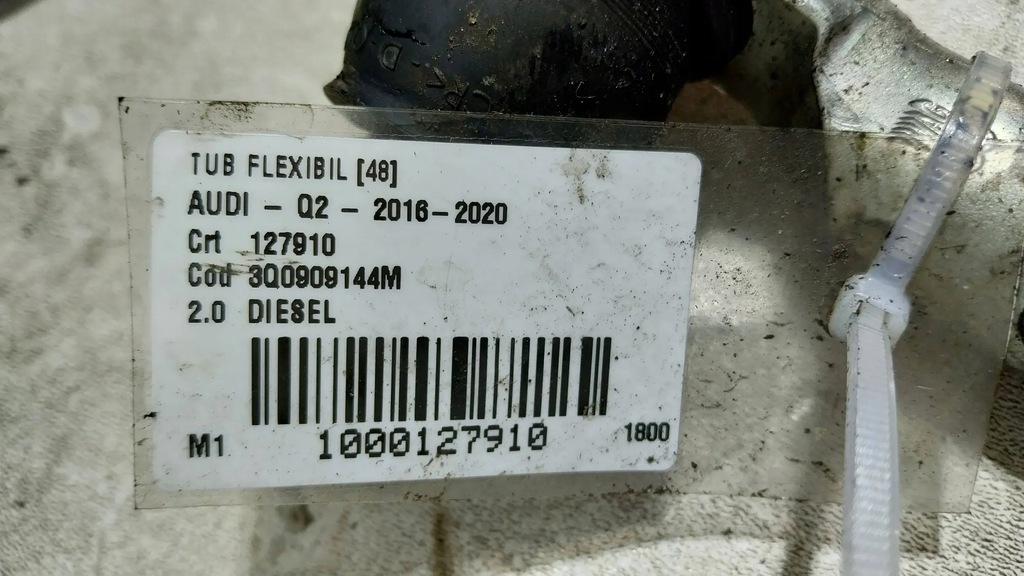 TUB FLEXIBIL [48]
AUDI - Q2 - 2016-2020
Crt 127910
Cod 3Q0909144M
2.0 DIESEL
M1 1000127910 1800